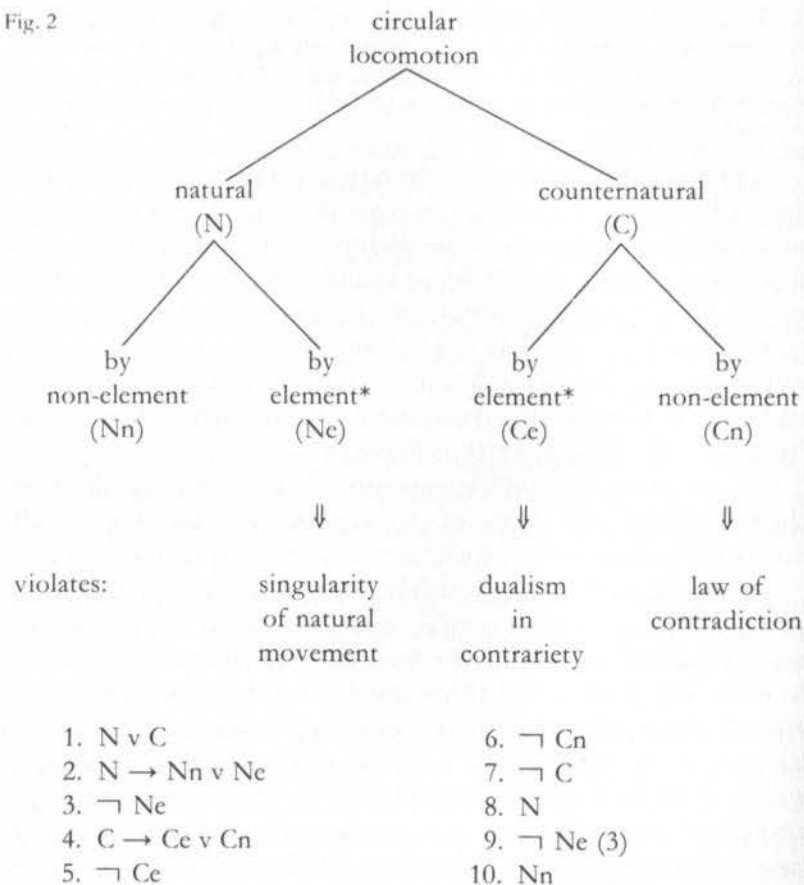 Fig. 2
circular
locomotion
natural
(N)
counternatural
(C)
by
non-element
(Nn)
by
element*
(Ne)
by
element*
(Ce)
by
non-element
(Cn)
⇓ ⇓ ⇓
violates:
singularity
of natural
movement
dualism
in
contrariety
law of
contradiction
1. N v C
2. N → Nn v Ne
3. ¬ Ne
4. C → Ce v Cn
5. ¬ Ce
6. ¬ Cn
7. ¬ C
8. N
9. ¬ Ne (3)
10. Nn